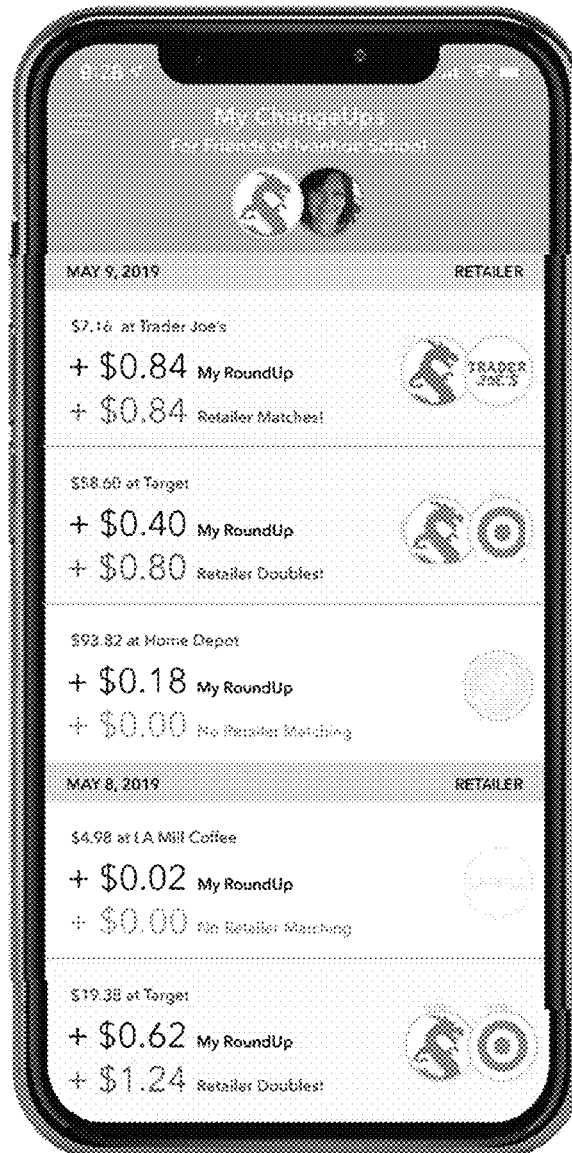 My ChangeUps
For Friends of School
MAY 9, 2019 RETAILER
$7.16 at Trader Joe's
+ $0.84 My RoundUp
TRADER JOE'S
+ $0.84 Retailer Matches!
$58.60 at Target
+ $0.40 My RoundUp
+ $0.80 Retailer Doubles!
$93.82 at Home Depot
+ $0.18 My RoundUp
+ $0.00 No Retailer Matching
MAY 8, 2019 RETAILER
$4.98 at LA Mill Coffee
+ $0.02 My RoundUp
+ $0.00 No Retailer Matching
$19.38 at Target
+ $0.62 My RoundUp
+ $1.24 Retailer Doubles!